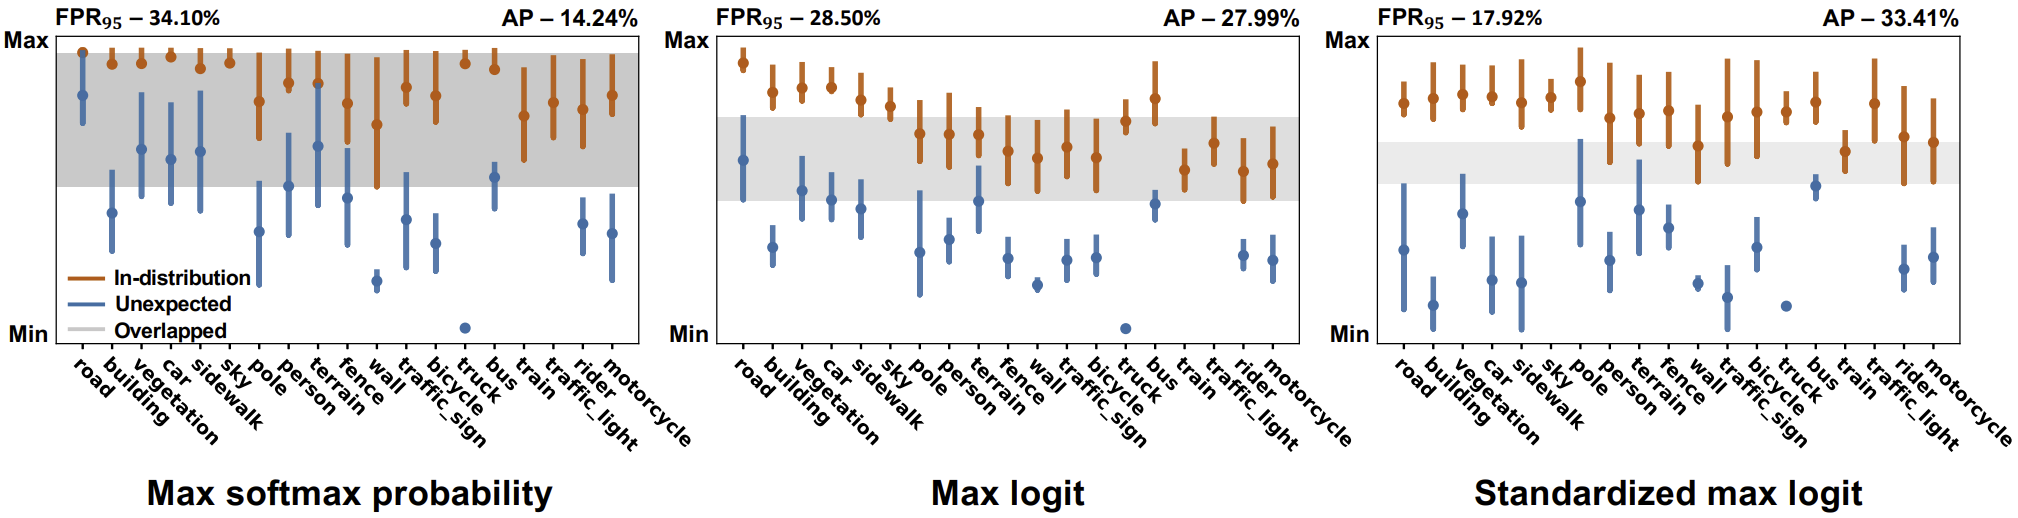 FPR₉₅ – 34.10%
AP – 14.24%
Max
In-distribution
Unexpected
Overlapped
Min
road
building
vegetation
car
sidewalk
sky
pole
person
terrain
fence
wall
traffic_sign
bicycle
truck
bus
train
traffic_light
rider
motorcycle
Max softmax probability
FPR₉₅ – 28.50%
AP – 27.99%
Max
Min
road
building
vegetation
car
sidewalk
sky
pole
person
terrain
fence
wall
traffic_sign
bicycle
truck
bus
train
traffic_light
rider
motorcycle
Max logit
FPR₉₅ – 17.92%
AP – 33.41%
Max
Min
road
building
vegetation
car
sidewalk
sky
pole
person
terrain
fence
wall
traffic_sign
bicycle
truck
bus
train
traffic_light
rider
motorcycle
Standardized max logit